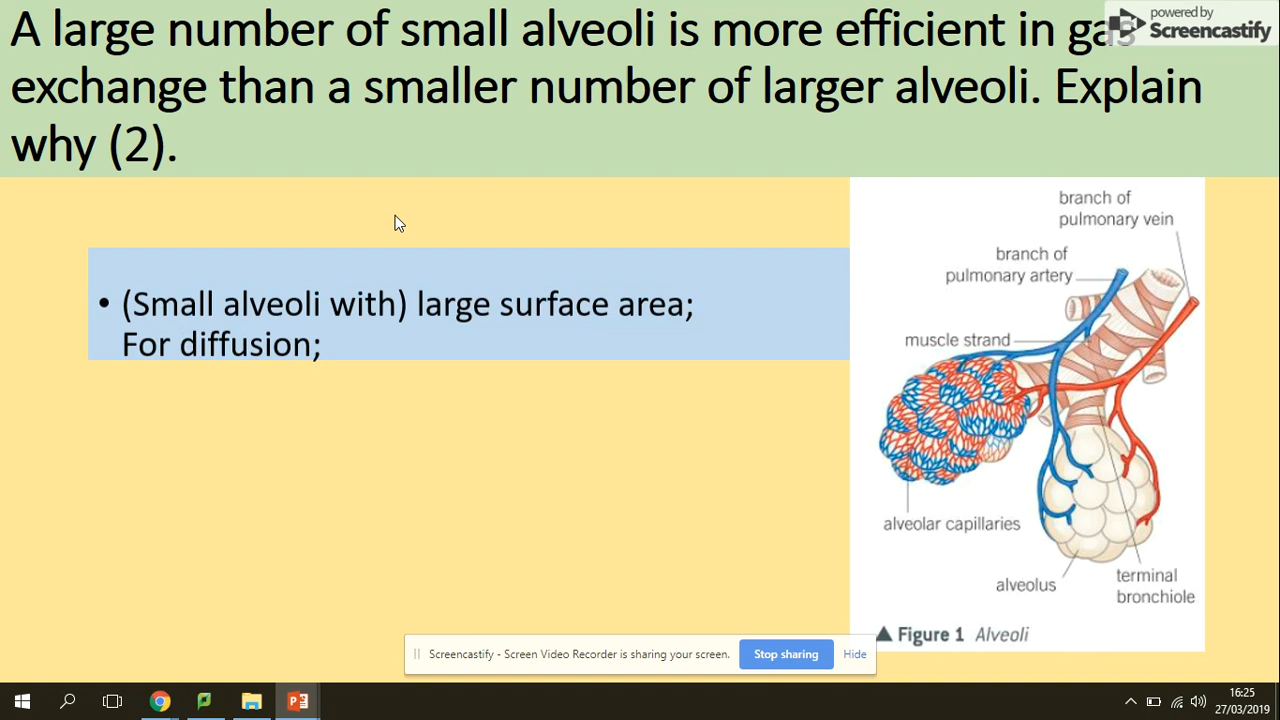 A large number of small alveoli is more efficient in gas
exchange than a smaller number of larger alveoli. Explain
why (2).
powered by
Screencastify
• (Small alveoli with) large surface area;
For diffusion;
branch of
pulmonary vein
branch of
pulmonary artery
muscle strand
alveolar capillaries
alveolus
terminal
bronchiole
▲ Figure 1 Alveoli
Screencastify - Screen Video Recorder is sharing your screen.
Stop sharing
Hide
16:25
27/03/2019